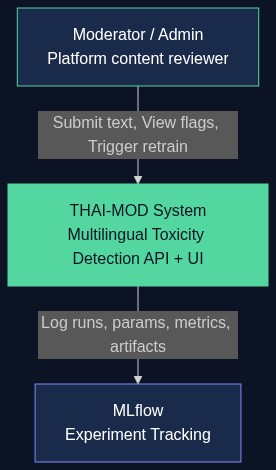 Moderator / Admin
Platform content reviewer
Submit text, View flags,
Trigger retrain
THAI-MOD System
Multilingual Toxicity
Detection API + UI
Log runs, params, metrics,
artifacts
MLflow
Experiment Tracking